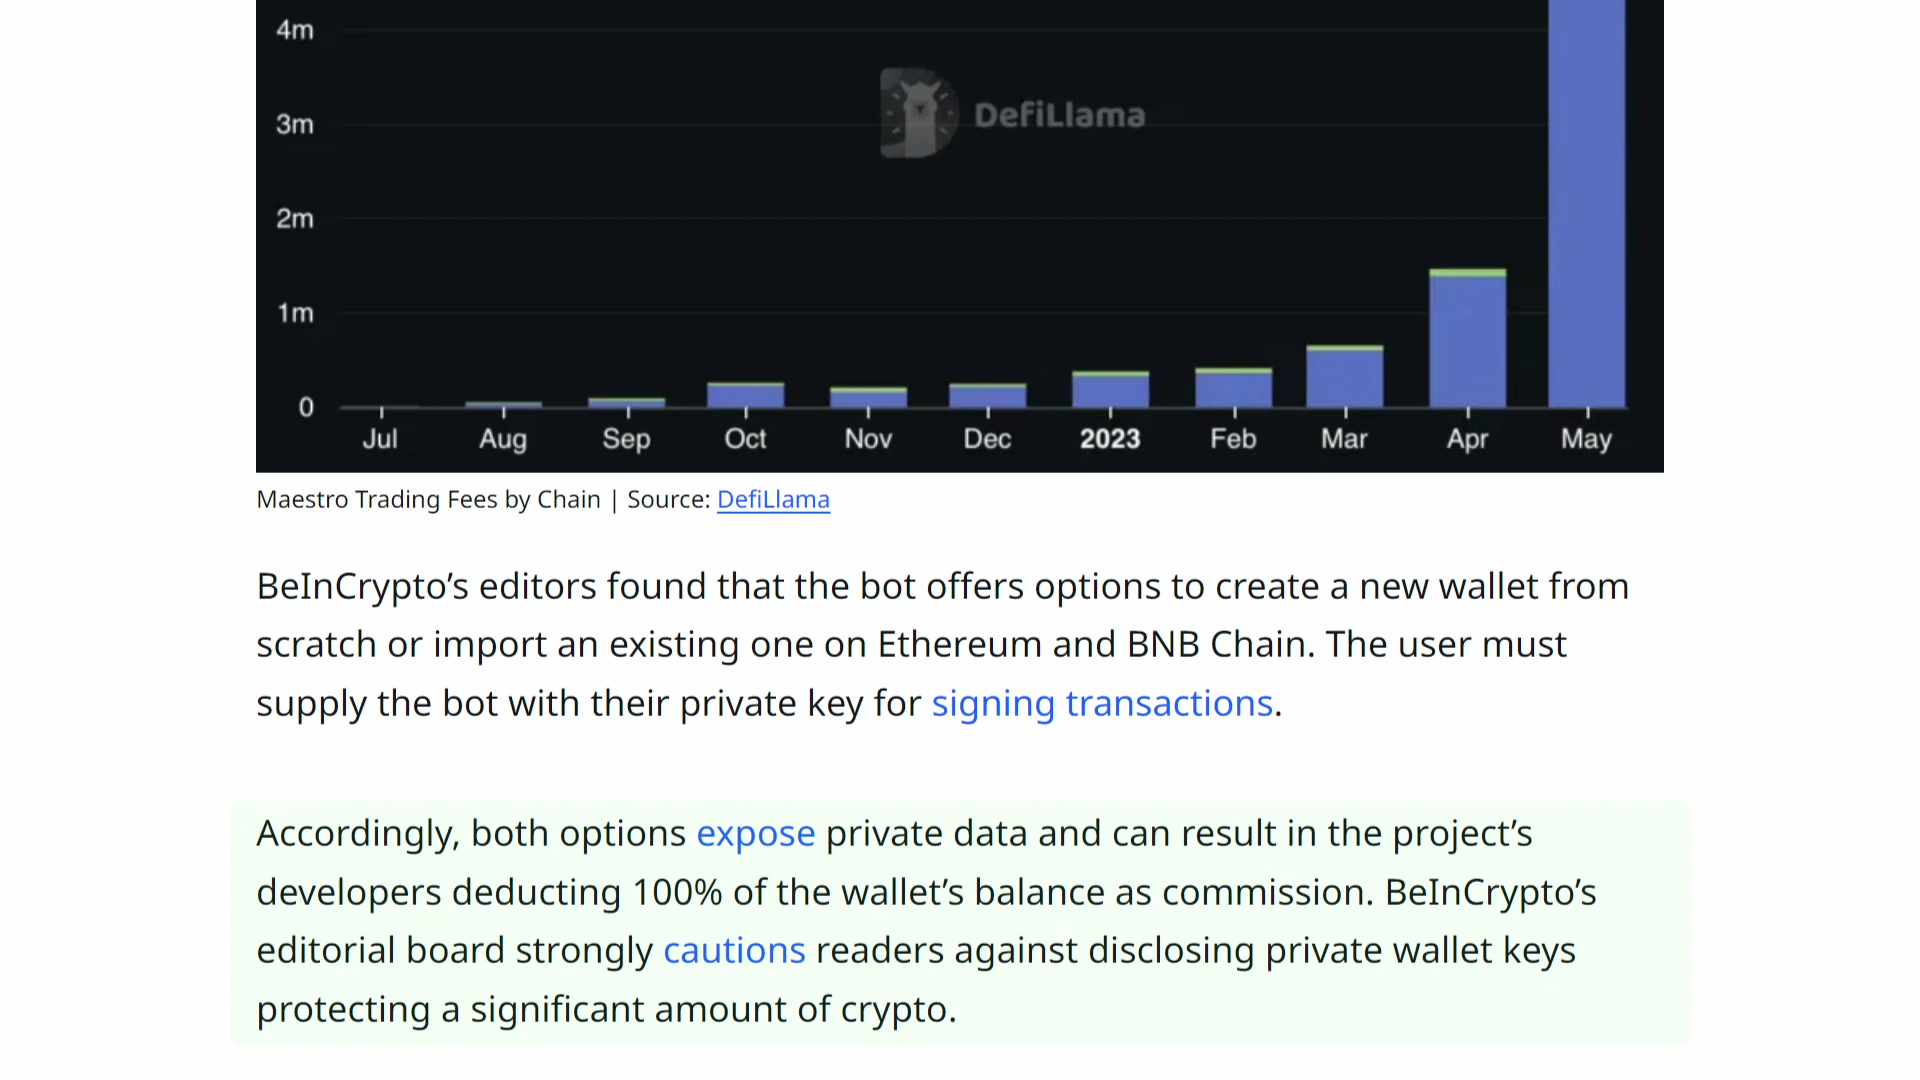 4m
DefiLlama
3m
2m
1m
0
Jul Aug Sep Oct Nov Dec 2023 Feb Mar Apr May
Maestro Trading Fees by Chain | Source: DefiLlama
BeInCrypto’s editors found that the bot offers options to create a new wallet from
scratch or import an existing one on Ethereum and BNB Chain. The user must
supply the bot with their private key for signing transactions.
Accordingly, both options expose private data and can result in the project’s
developers deducting 100% of the wallet’s balance as commission. BeInCrypto’s
editorial board strongly cautions readers against disclosing private wallet keys
protecting a significant amount of crypto.